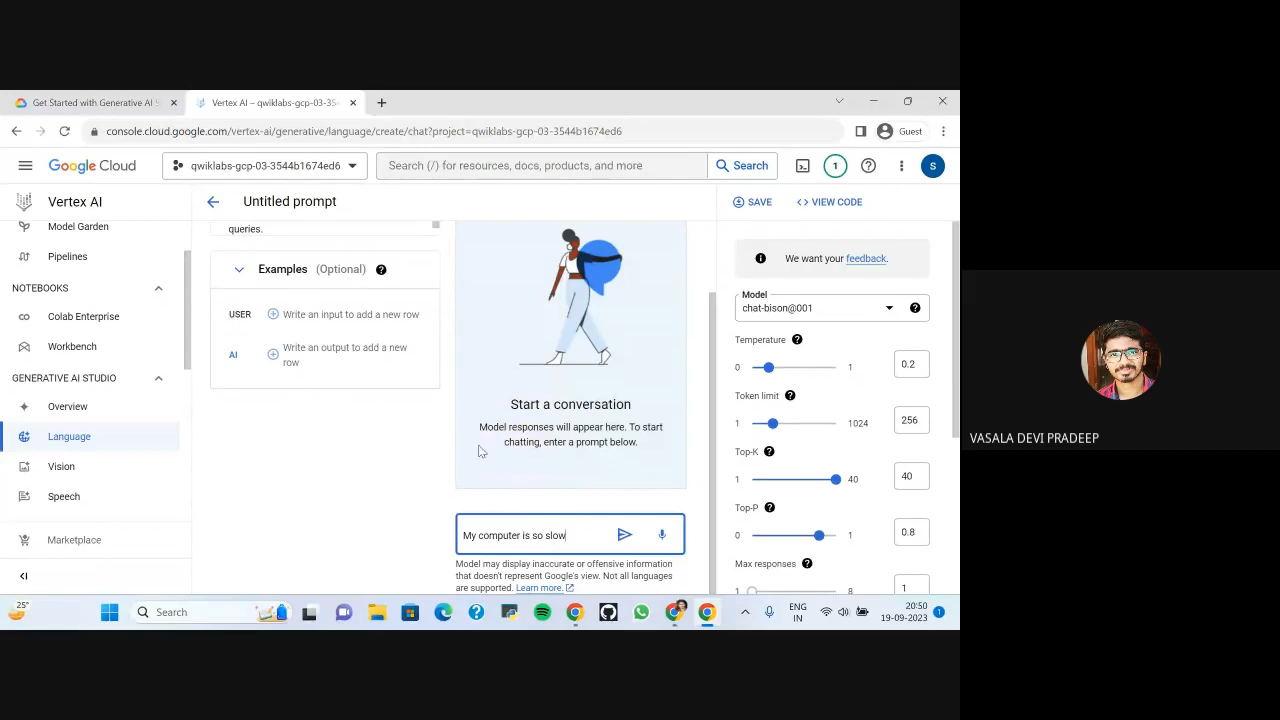 Get Started with Generative AI S
Vertex AI – qwiklabs-gcp-03-354
console.cloud.google.com/vertex-ai/generative/language/create/chat?project=qwiklabs-gcp-03-3544b1674ed6
Guest
Google Cloud
qwiklabs-gcp-03-3544b1674ed6
Search (/) for resources, docs, products, and more
Search
1
S
Vertex AI
Untitled prompt
SAVE
VIEW CODE
Model Garden
Pipelines
NOTEBOOKS
Colab Enterprise
Workbench
GENERATIVE AI STUDIO
Overview
Language
Vision
Speech
Marketplace
queries.
Examples (Optional)
USER
Write an input to add a new row
AI
Write an output to add a new
row
Start a conversation
Model responses will appear here. To start
chatting, enter a prompt below.
My computer is so slow
Model may display inaccurate or offensive information
that doesn't represent Google's view. Not all languages
are supported. Learn more.
We want your feedback.
Model
chat-bison@001
Temperature
0 1 0.2
Token limit
1 1024 256
Top-K
1 40 40
Top-P
0 1 0.8
Max responses
1 8 1
25°
Search
ENG
IN
20:50
19-09-2023
1
VASALA DEVI PRADEEP